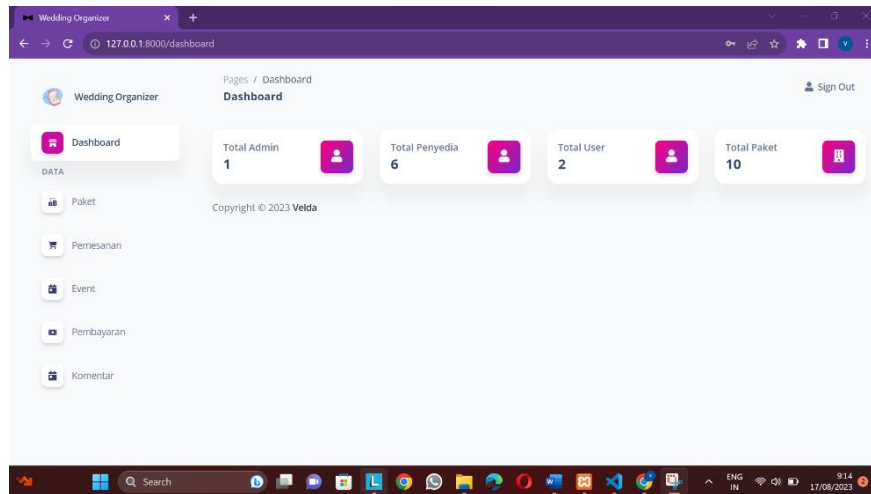 Wedding Organizer
127.0.0.1:8000/dashboard
V
Wedding Organizer
Pages / Dashboard
Dashboard
Sign Out
Dashboard
DATA
Paket
Pemesanan
Event
Pembayaran
Komentar
Total Admin
1
Total Penyedia
6
Total User
2
Total Paket
10
Copyright © 2023 Velda
Search
ENG
IN
9:14
17/08/2023
2